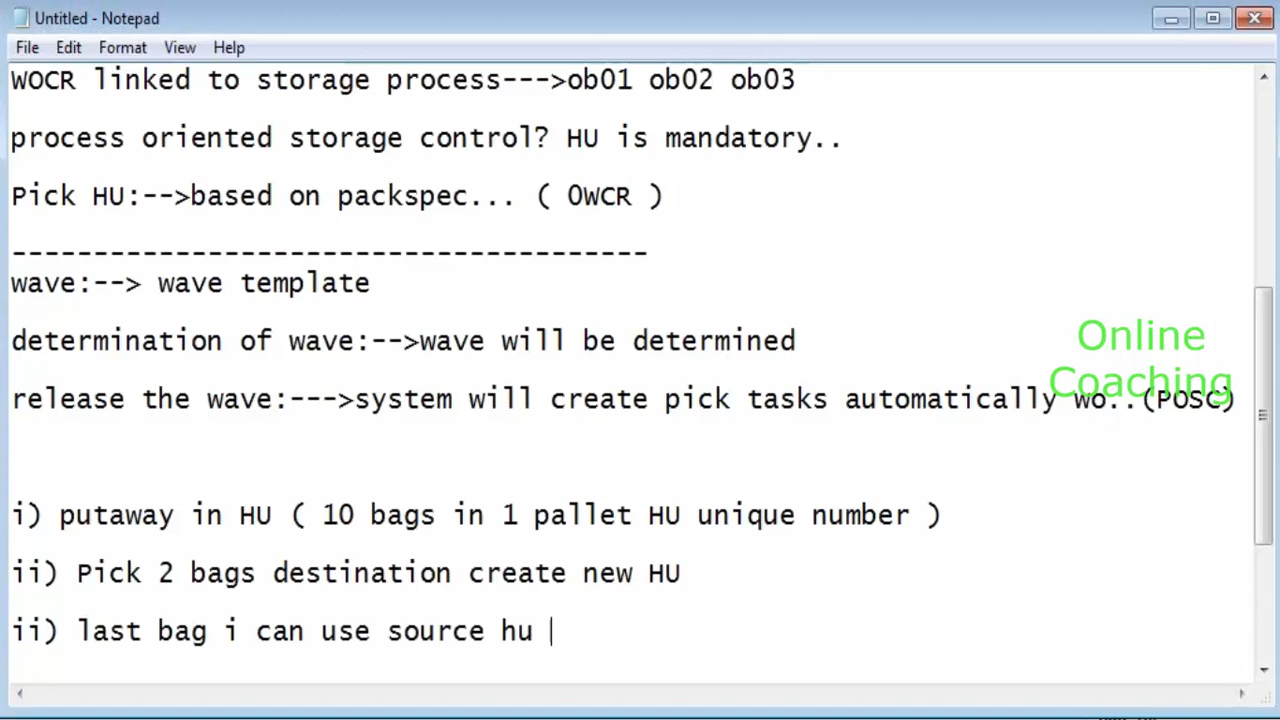 Untitled - Notepad
File Edit Format View Help
WOCR linked to storage process--->ob01 ob02 ob03
process oriented storage control? HU is mandatory..
Pick HU:-->based on packspec... ( OWCR )
---------------------------------------
wave:--> wave template
determination of wave:-->wave will be determined
Online
Coaching
release the wave:--->system will create pick tasks automatically wo..(POSC)
i) putaway in HU ( 10 bags in 1 pallet HU unique number )
ii) Pick 2 bags destination create new HU
ii) last bag i can use source hu